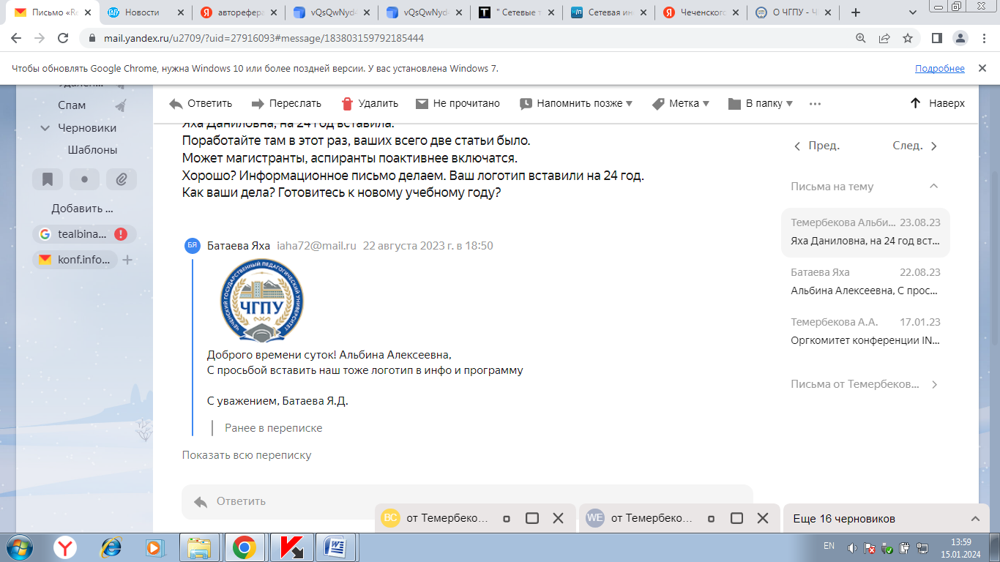 Письмо «Re
Новости
авторефера
vQsQwNyd-
vQsQwNyd-
" Сетевые т
Сетевая ин
Чеченского
О ЧГПУ - Ч
mail.yandex.ru/u2709/?uid=27916093#message/183803159792185444
Чтобы обновлять Google Chrome, нужна Windows 10 или более поздней версии. У вас установлена Windows 7.
Подробнее
Спам
Черновики
Шаблоны
Добавить ...
tealbina...
konf.info...
Ответить
Переслать
Удалить
Не прочитано
Напомнить позже
Метка
В папку
Наверх
Яха Даниловна, на 24 год вставила.
Поработайте там в этот раз, ваших всего две статьи было.
Может магистранты, аспиранты поактивнее включатся.
Хорошо? Информационное письмо делаем. Ваш логотип вставили на 24 год.
Как ваши дела? Готовитесь к новому учебному году?
БЯ Батаева Яха iaha72@mail.ru 22 августа 2023 г. в 18:50
ЧЕЧЕНСКИЙ ГОСУДАРСТВЕННЫЙ ПЕДАГОГИЧЕСКИЙ УНИВЕРСИТЕТ
ЧГПУ
Доброго времени суток! Альбина Алексеевна,
С просьбой вставить наш тоже логотип в инфо и программу
С уважением, Батаева Я.Д.
Ранее в переписке
Показать всю переписку
Ответить
Пред.
След.
Письма на тему
Темербекова Альби... 23.08.23
Яха Даниловна, на 24 год вст...
Батаева Яха 22.08.23
Альбина Алексеевна, С прос...
Темербекова А.А. 17.01.23
Оргкомитет конференции IN...
Письма от Темербеков...
ВС от Темербеко...
WE от Темербеко...
Еще 16 черновиков
EN
13:59
15.01.2024